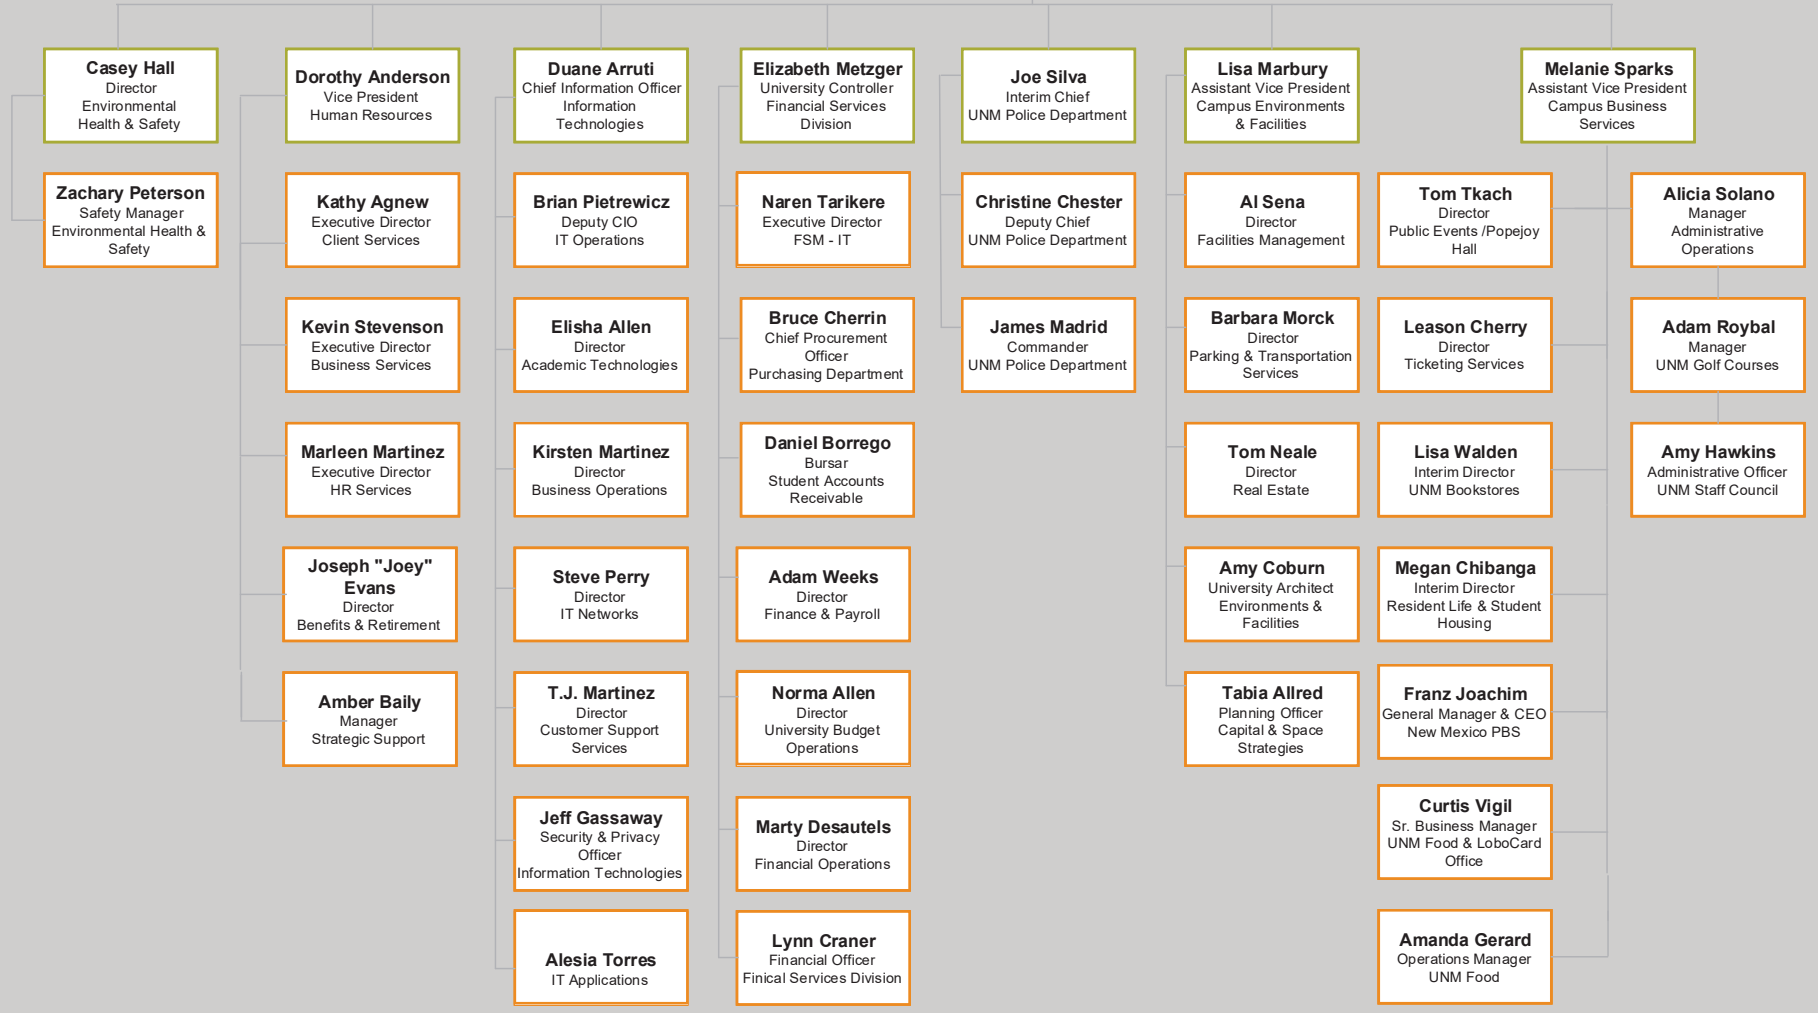 Casey Hall
Director
Environmental
Health & Safety
Zachary Peterson
Safety Manager
Environmental Health &
Safety
Dorothy Anderson
Vice President
Human Resources
Kathy Agnew
Executive Director
Client Services
Kevin Stevenson
Executive Director
Business Services
Marleen Martinez
Executive Director
HR Services
Joseph "Joey"
Evans
Director
Benefits & Retirement
Amber Baily
Manager
Strategic Support
Duane Arruti
Chief Information Officer
Information
Technologies
Brian Pietrewicz
Deputy CIO
IT Operations
Elisha Allen
Director
Academic Technologies
Kirsten Martinez
Director
Business Operations
Steve Perry
Director
IT Networks
T.J. Martinez
Director
Customer Support
Services
Jeff Gassaway
Security & Privacy
Officer
Information Technologies
Alesia Torres
IT Applications
Elizabeth Metzger
University Controller
Financial Services
Division
Naren Tarikere
Executive Director
FSM - IT
Bruce Cherrin
Chief Procurement
Officer
Purchasing Department
Daniel Borrego
Bursar
Student Accounts
Receivable
Adam Weeks
Director
Finance & Payroll
Norma Allen
Director
University Budget
Operations
Marty Desautels
Director
Financial Operations
Lynn Craner
Financial Officer
Finical Services Division
Joe Silva
Interim Chief
UNM Police Department
Christine Chester
Deputy Chief
UNM Police Department
James Madrid
Commander
UNM Police Department
Lisa Marbury
Assistant Vice President
Campus Environments
& Facilities
Al Sena
Director
Facilities Management
Barbara Morck
Director
Parking & Transportation
Services
Tom Neale
Director
Real Estate
Amy Coburn
University Architect
Environments &
Facilities
Tabia Allred
Planning Officer
Capital & Space
Strategies
Melanie Sparks
Assistant Vice President
Campus Business
Services
Tom Tkach
Director
Public Events /Popejoy
Hall
Leason Cherry
Director
Ticketing Services
Lisa Walden
Interim Director
UNM Bookstores
Megan Chibanga
Interim Director
Resident Life & Student
Housing
Franz Joachim
General Manager & CEO
New Mexico PBS
Curtis Vigil
Sr. Business Manager
UNM Food & LoboCard
Office
Amanda Gerard
Operations Manager
UNM Food
Alicia Solano
Manager
Administrative
Operations
Adam Roybal
Manager
UNM Golf Courses
Amy Hawkins
Administrative Officer
UNM Staff Council